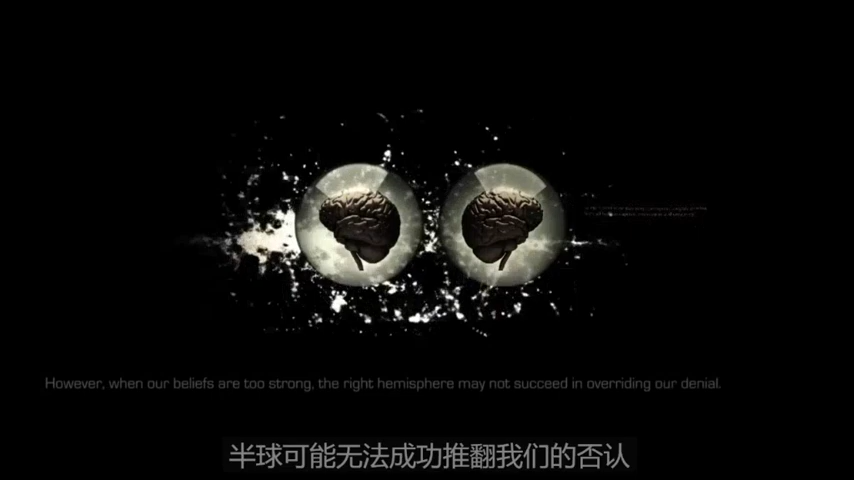 However, when our beliefs are too strong, the right hemisphere may not succeed in overriding our denial.
半球可能无法成功推翻我们的否认